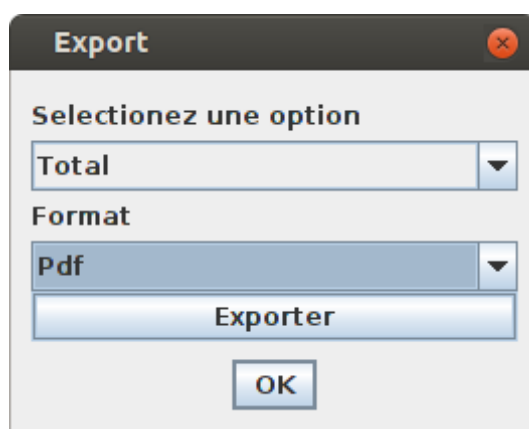 Export
Selectionez une option
Total
Format
Pdf
Exporter
OK